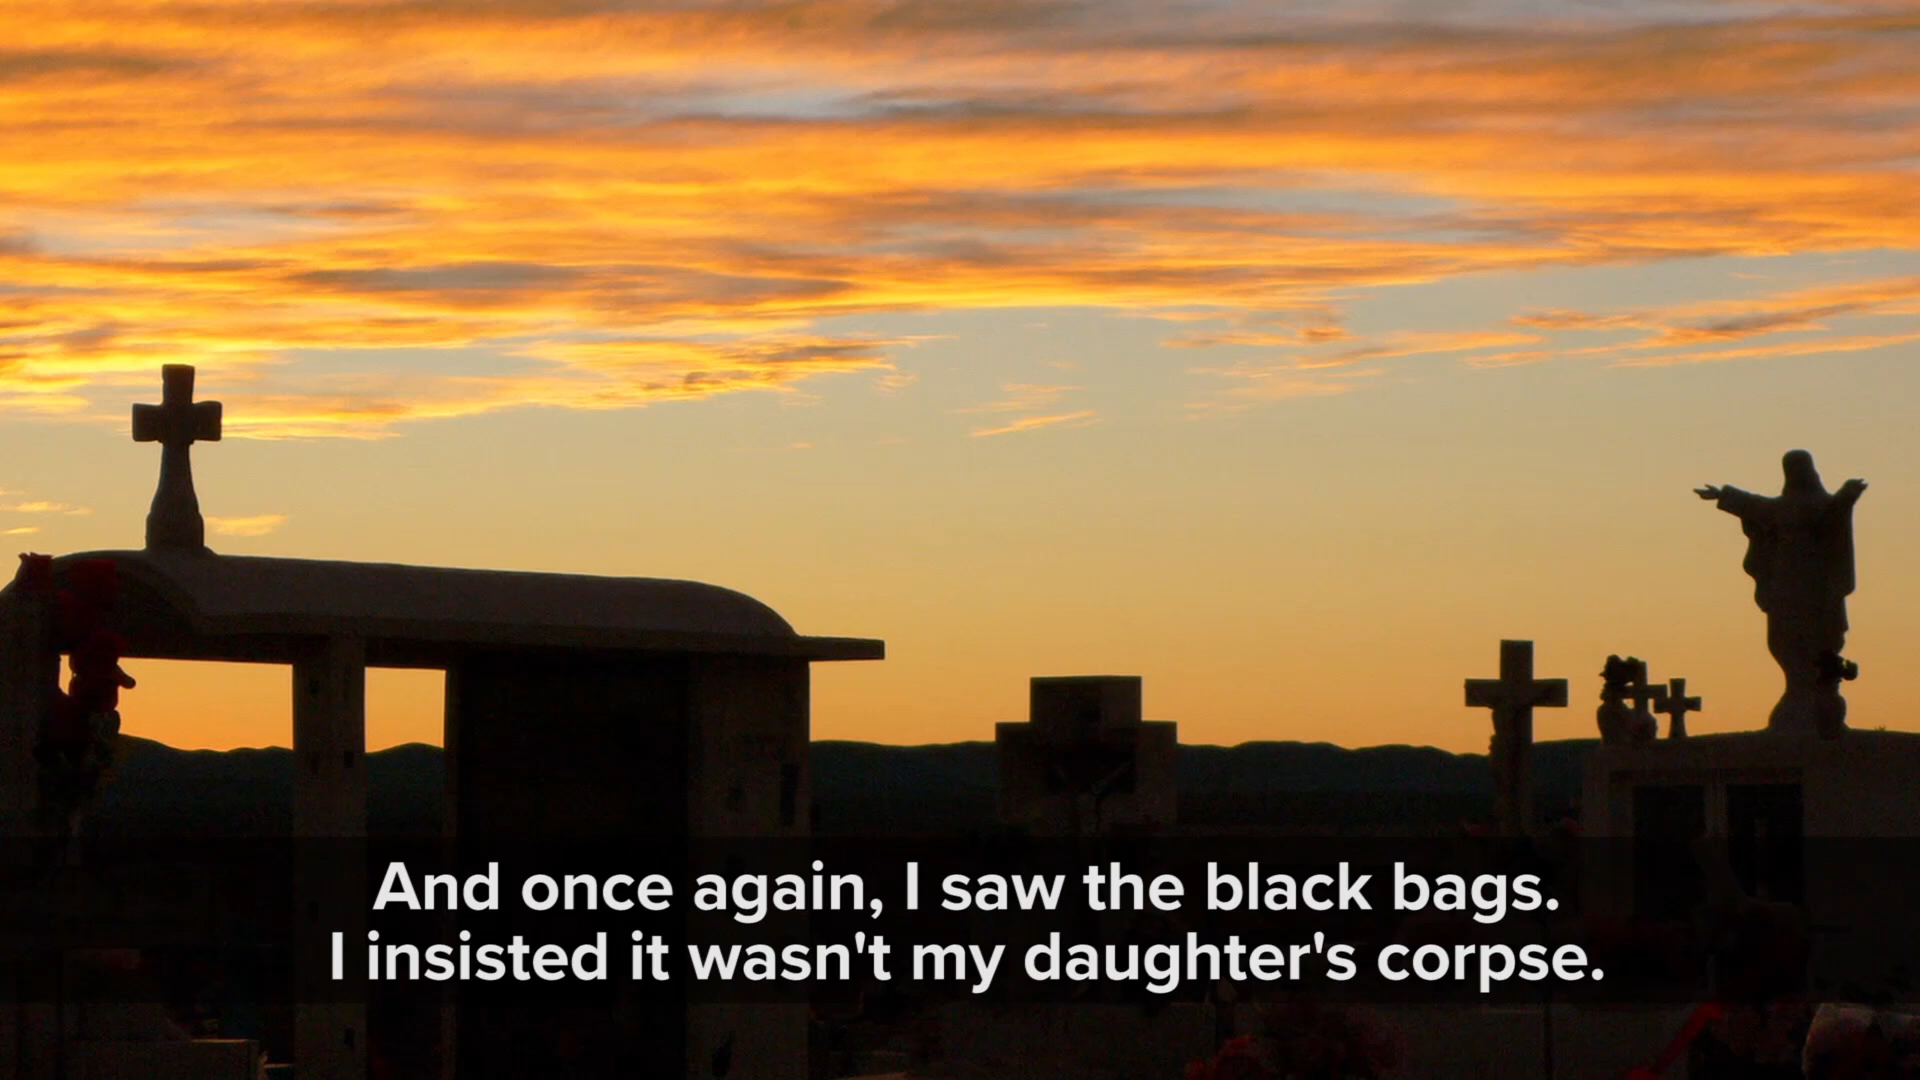 And once again, I saw the black bags.
I insisted it wasn't my daughter's corpse.